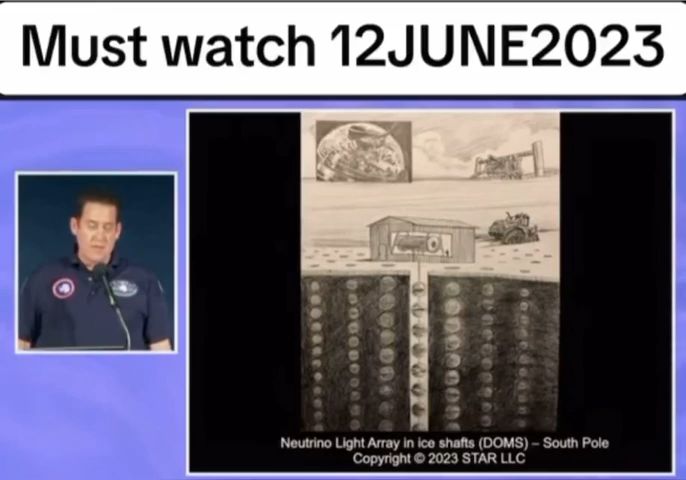 Must watch 12JUNE2023
Neutrino Light Array in ice shafts (DOMS) – South Pole
Copyright © 2023 STAR LLC